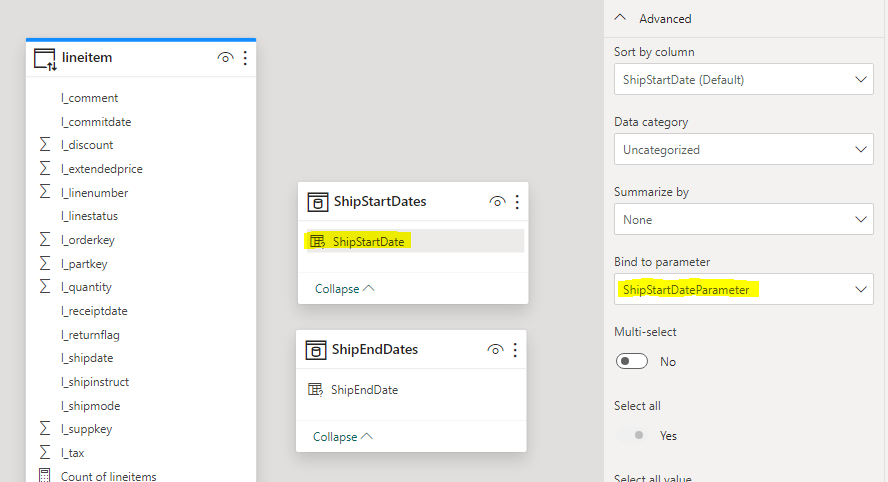 lineitem
l_comment
l_commitdate
l_discount
l_extendedprice
l_linenumber
l_linestatus
l_orderkey
l_partkey
l_quantity
l_receiptdate
l_returnflag
l_shipdate
l_shipinstruct
l_shipmode
l_suppkey
l_tax
Count of lineitems
ShipStartDates
ShipStartDate
Collapse
ShipEndDates
ShipEndDate
Collapse
Advanced
Sort by column
ShipStartDate (Default)
Data category
Uncategorized
Summarize by
None
Bind to parameter
ShipStartDateParameter
Multi-select
No
Select all
Yes
Select all value